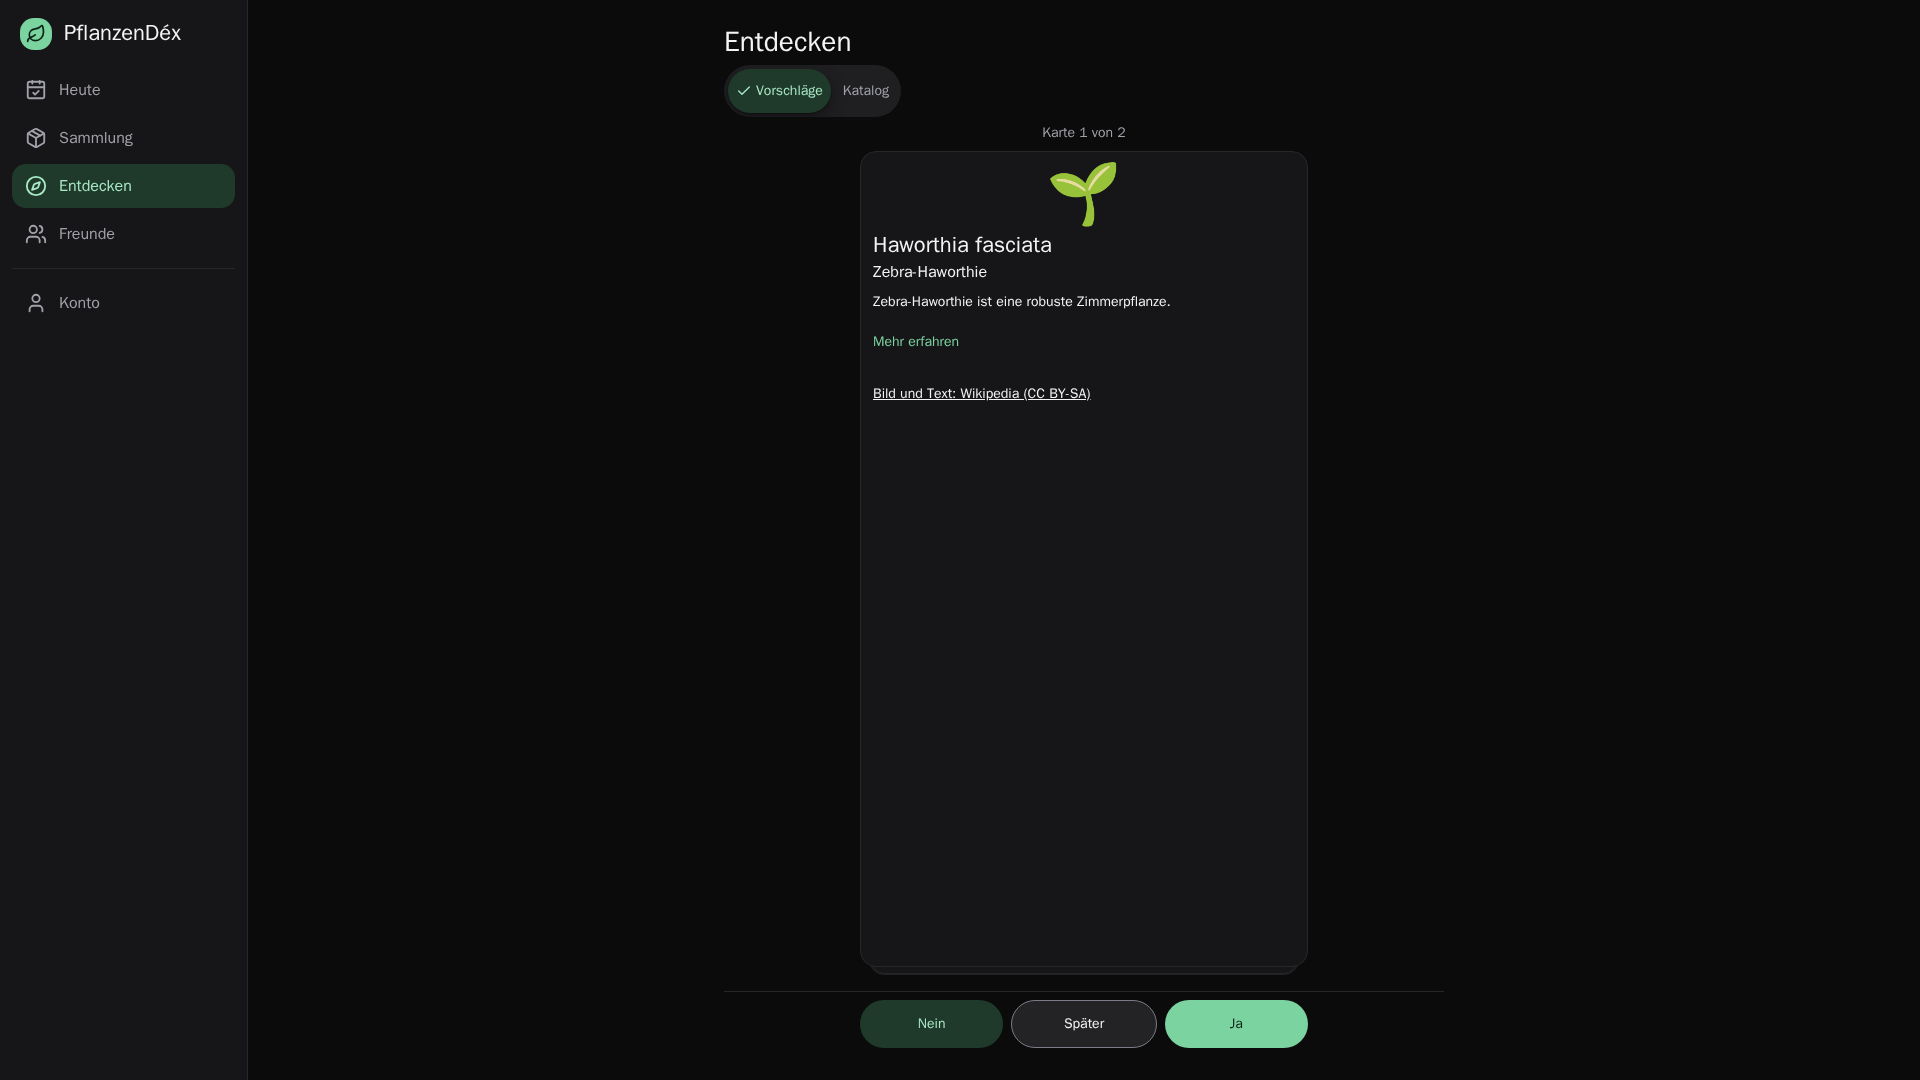 PflanzenDéx
Heute
Sammlung
Entdecken
Freunde
Konto
Entdecken
Vorschläge
Katalog
Karte 1 von 2
Haworthia fasciata
Zebra-Haworthie
Zebra-Haworthie ist eine robuste Zimmerpflanze.
Mehr erfahren
Bild und Text: Wikipedia (CC BY-SA)
Nein
Später
Ja